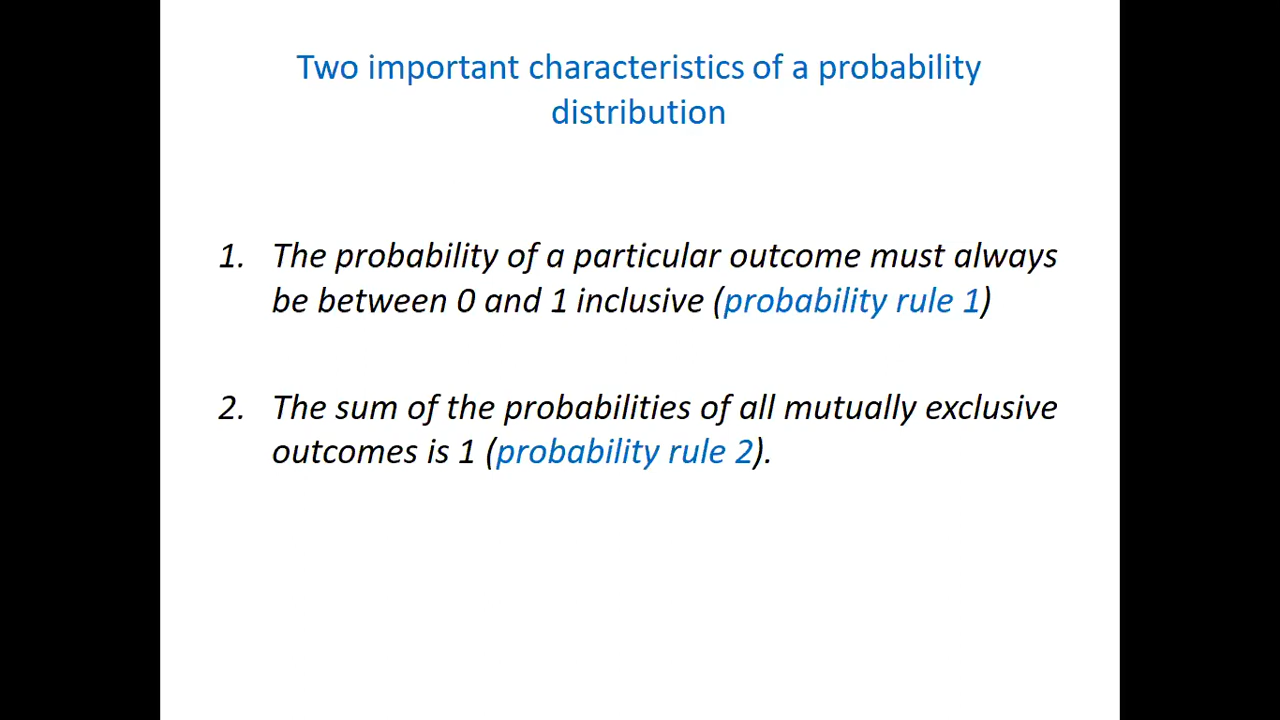 Two important characteristics of a probability
distribution
1. The probability of a particular outcome must always
be between 0 and 1 inclusive (probability rule 1)
2. The sum of the probabilities of all mutually exclusive
outcomes is 1 (probability rule 2).